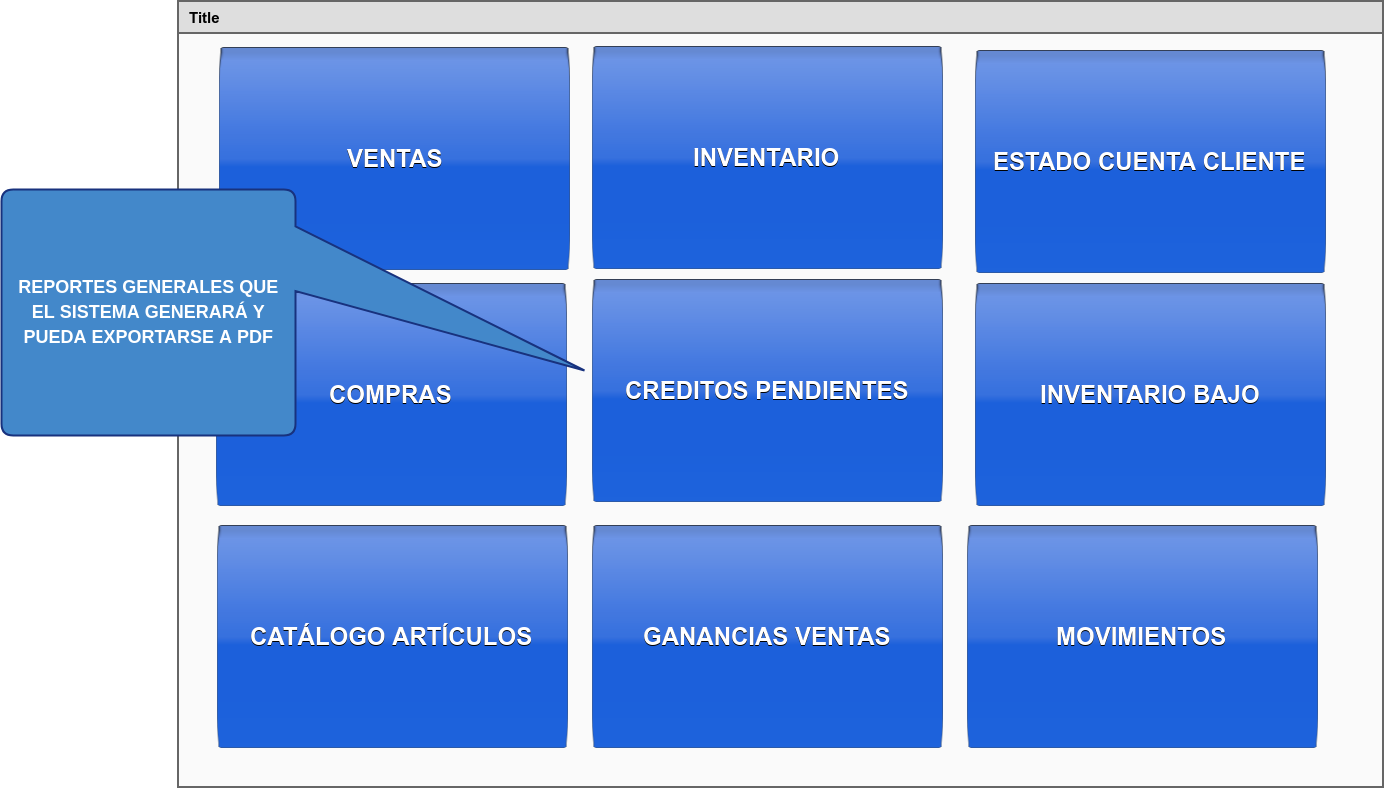 Title
VENTAS
INVENTARIO
ESTADO CUENTA CLIENTE
REPORTES GENERALES QUE
EL SISTEMA GENERARÁ Y
PUEDA EXPORTARSE A PDF
COMPRAS
CREDITOS PENDIENTES
INVENTARIO BAJO
CATÁLOGO ARTÍCULOS
GANANCIAS VENTAS
MOVIMIENTOS